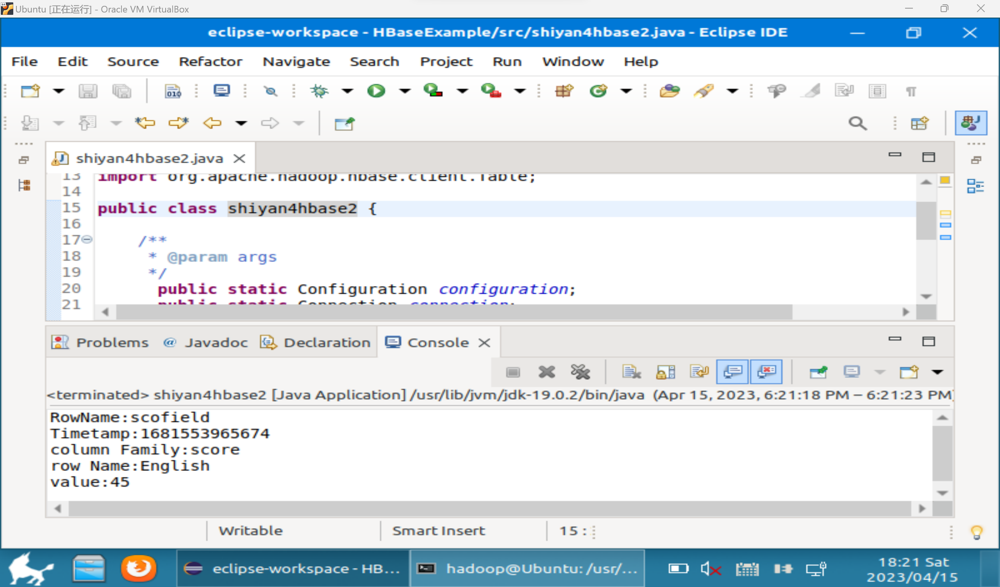 Ubuntu [正在运行] - Oracle VM VirtualBox
eclipse-workspace - HBaseExample/src/shiyan4hbase2.java - Eclipse IDE
File Edit Source Refactor Navigate Search Project Run Window Help
shiyan4hbase2.java
13 import org.apache.hadoop.hbase.client.Table;
14
15 public class shiyan4hbase2 {
16
17 /**
18 * @param args
19 */
20 public static Configuration configuration;
21 public static Connection connection;
Problems Javadoc Declaration Console
<terminated> shiyan4hbase2 [Java Application] /usr/lib/jvm/jdk-19.0.2/bin/java (Apr 15, 2023, 6:21:18 PM – 6:21:23 PM)
RowName:scofield
Timetamp:1681553965674
column Family:score
row Name:English
value:45
Writable Smart Insert 15 :
eclipse-workspace - HB... hadoop@Ubuntu: /usr/... 18:21 Sat
2023/04/15